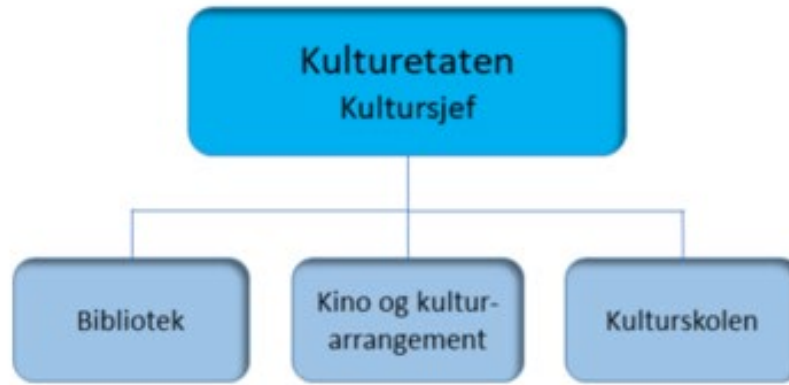 Kulturetaten
Kultursjef
Bibliotek
Kino og kultur-
arrangement
Kulturskolen